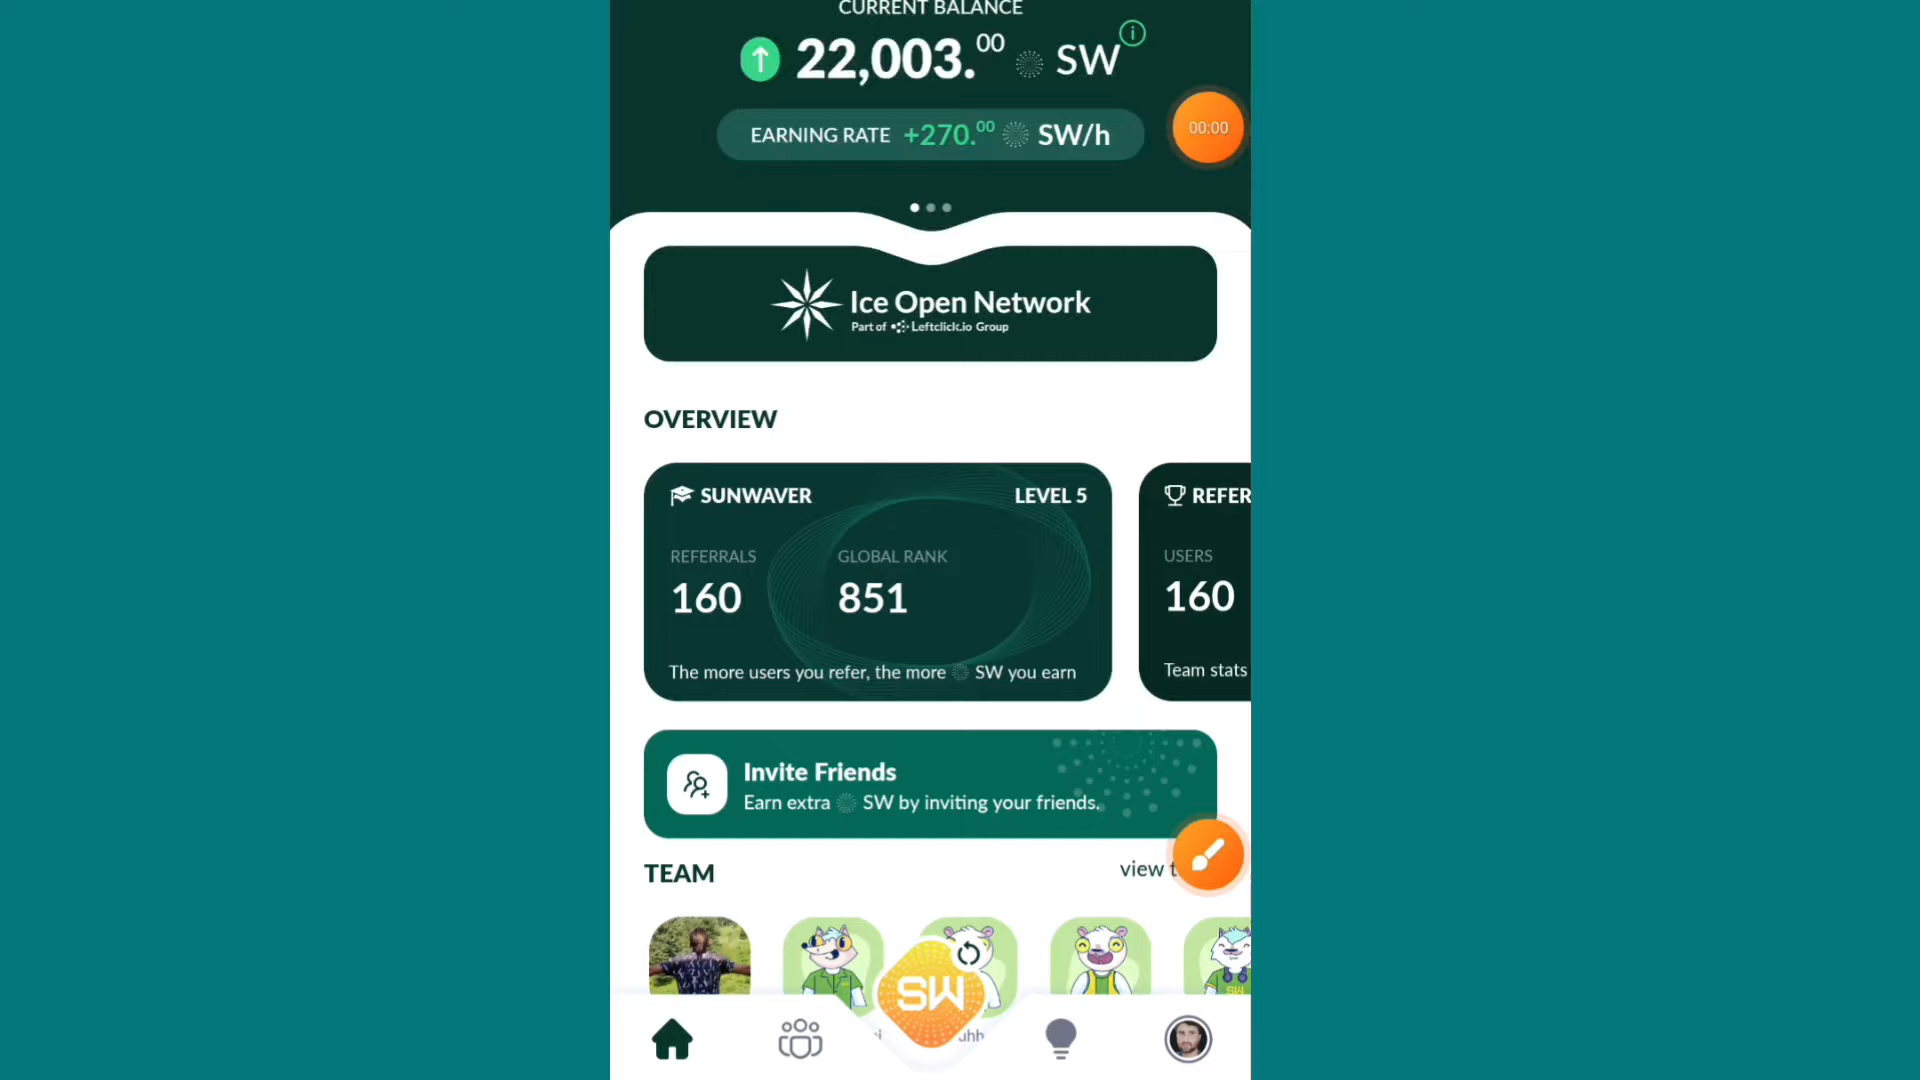 CURRENT BALANCE
22,003.00 SW
EARNING RATE +270.00 SW/h
00:00
Ice Open Network
Part of Leftclick.io Group
OVERVIEW
SUNWAVER LEVEL 5
REFERRALS GLOBAL RANK
160 851
The more users you refer, the more SW you earn
REFER
USERS
160
Team stats
Invite Friends
Earn extra SW by inviting your friends.
TEAM
view t
SW
uhh